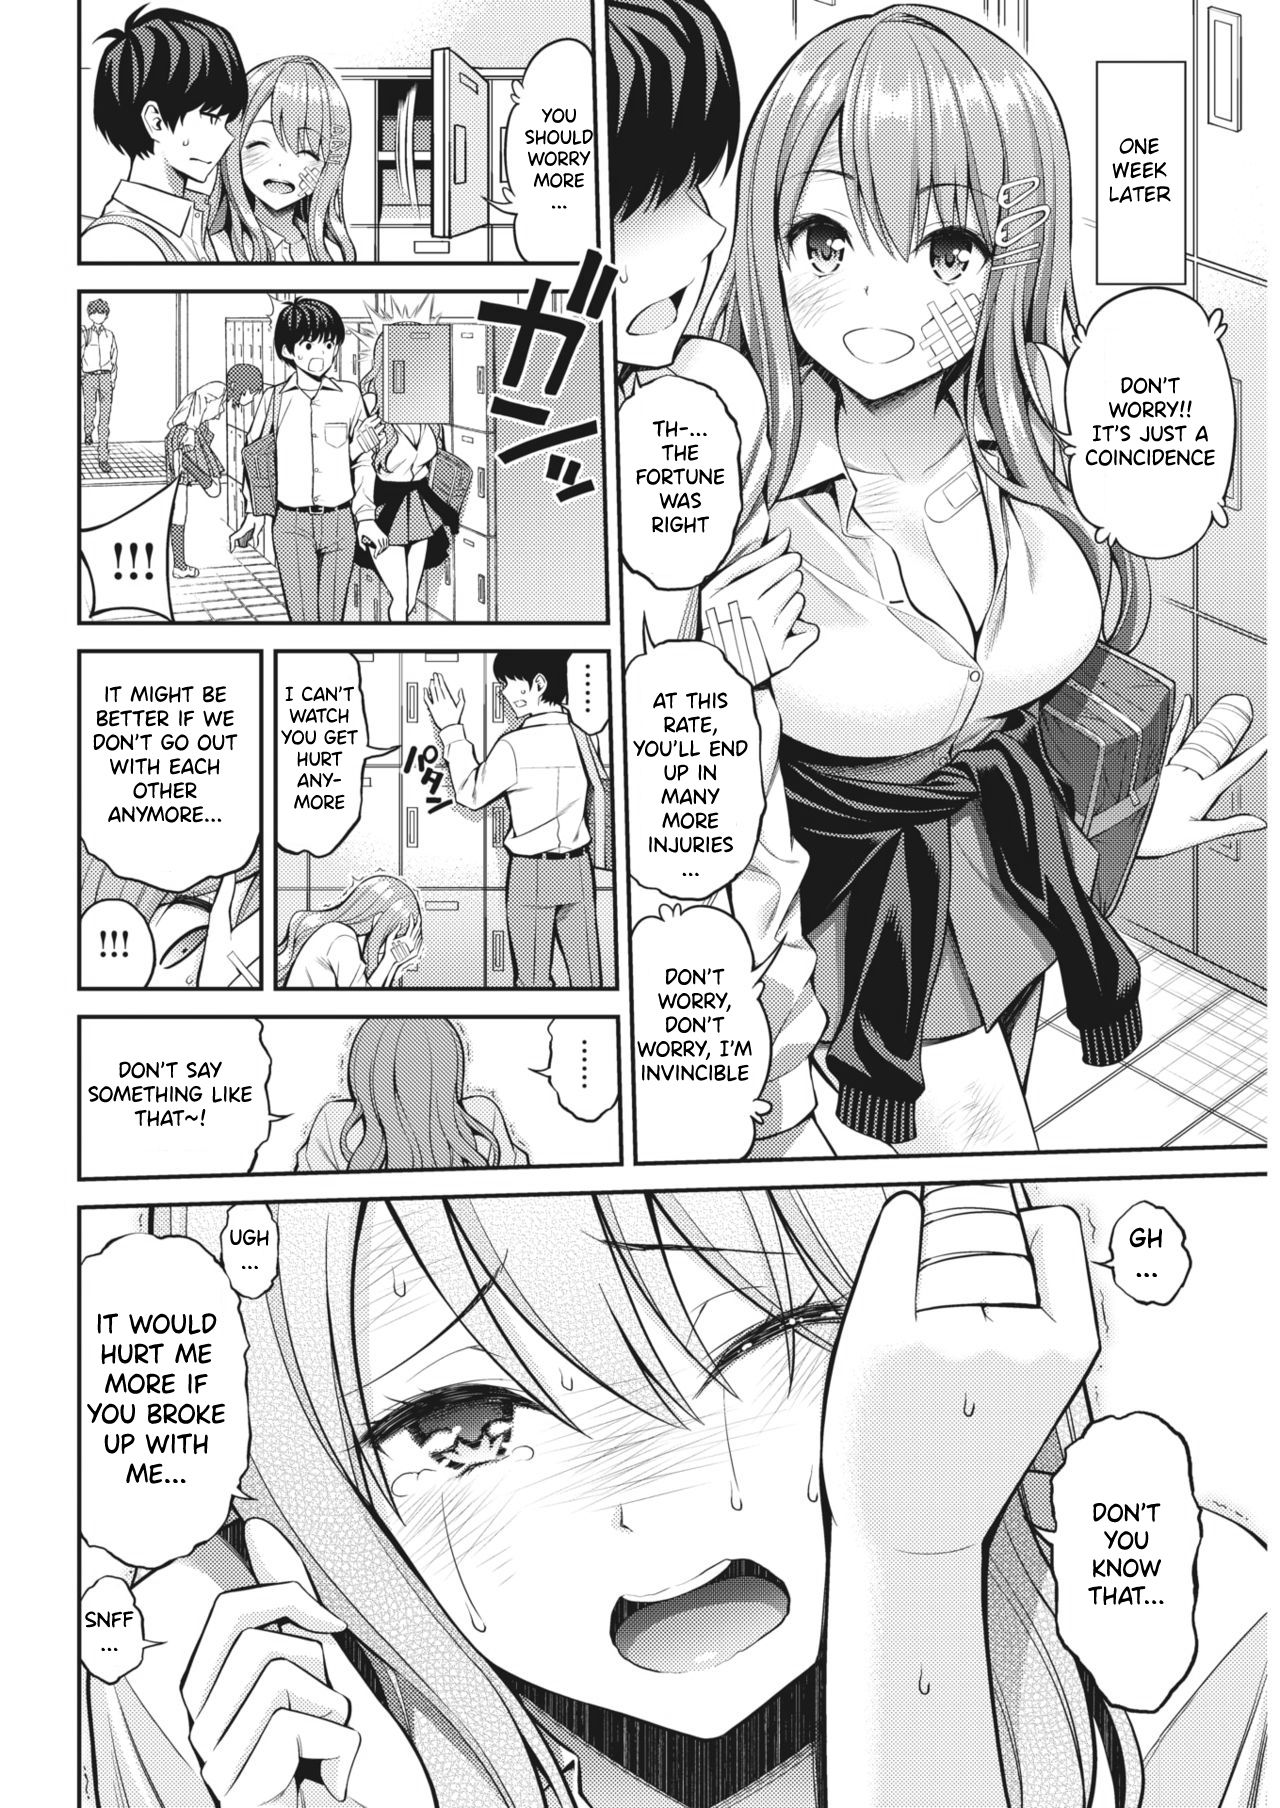 ONE
WEEK
LATER
DON'T
WORRY!!
IT'S JUST A
COINCIDENCE
TH-...
THE
FORTUNE
WAS
RIGHT
AT THIS
RATE,
YOU'LL END
UP IN
MANY
MORE
INJURIES
...
DON'T
WORRY,
DON'T
WORRY, I'M
INVINCIBLE
YOU
SHOULD
WORRY
MORE
...
ガンッ
!!!
......
パタン
I CAN'T
WATCH
YOU GET
HURT
ANY-
MORE
IT MIGHT BE
BETTER IF WE
DON'T GO OUT
WITH EACH
OTHER
ANYMORE...
!!!
......
DON'T SAY
SOMETHING LIKE
THAT~!
GH
...
DON'T
YOU
KNOW
THAT...
UGH
...
IT WOULD
HURT ME
MORE IF
YOU BROKE
UP WITH
ME...
SNFF
...